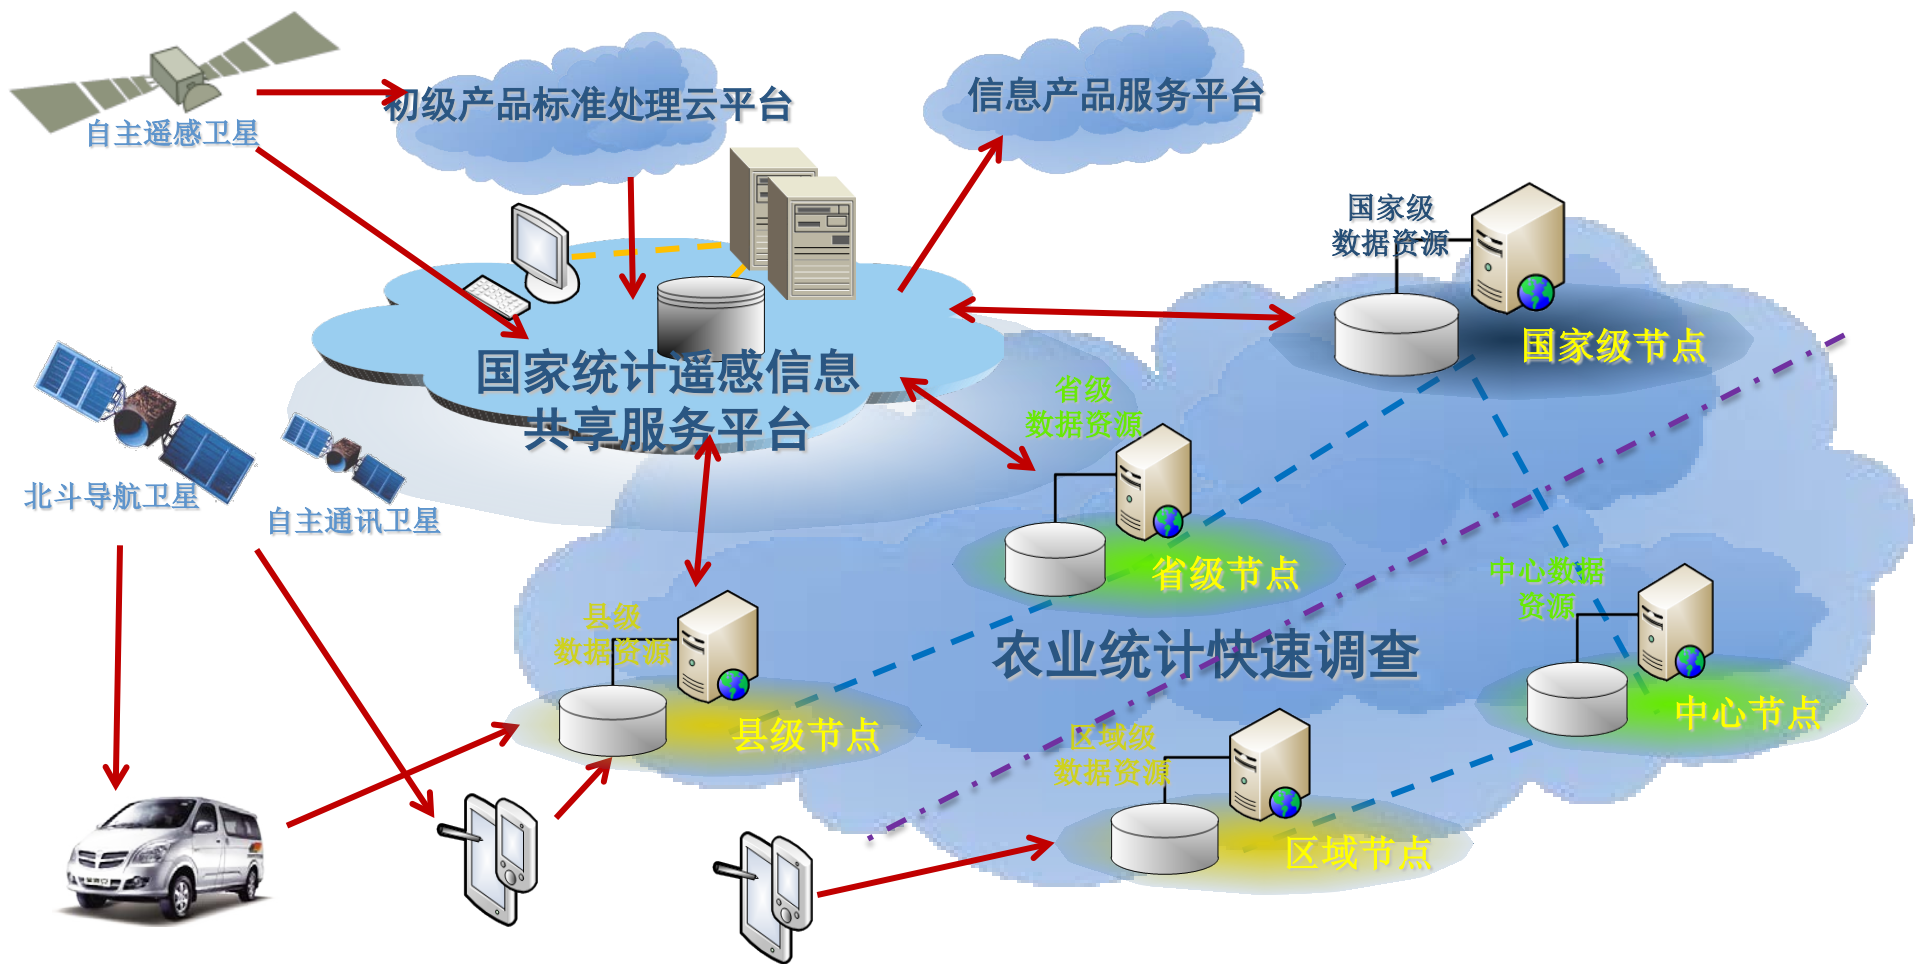 初级产品标准处理云平台
信息产品服务平台
自主遥感卫星
国家级
数据资源
国家级节点
国家统计遥感信息
共享服务平台
省级
数据资源
北斗导航卫星
自主通讯卫星
省级节点
中心数据
资源
县级
数据资源
农业统计快速调查
中心节点
县级节点
区域级
数据资源
区域节点